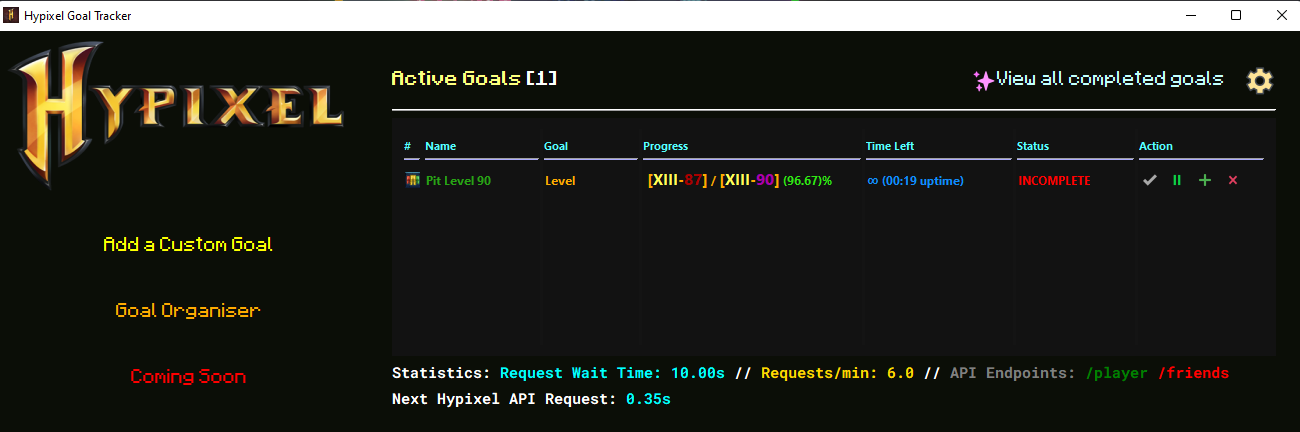 Hypixel Goal Tracker
HYPIXEL
Add a Custom Goal
Goal Organiser
Coming Soon
Active Goals [1]
View all completed goals
# Name Goal Progress Time Left Status Action
Pit Level 90 Level [XIII-87] / [XIII-90] (96.67)% ∞ (00:19 uptime) INCOMPLETE
Statistics: Request Wait Time: 10.00s // Requests/min: 6.0 // API Endpoints: /player /friends
Next Hypixel API Request: 0.35s